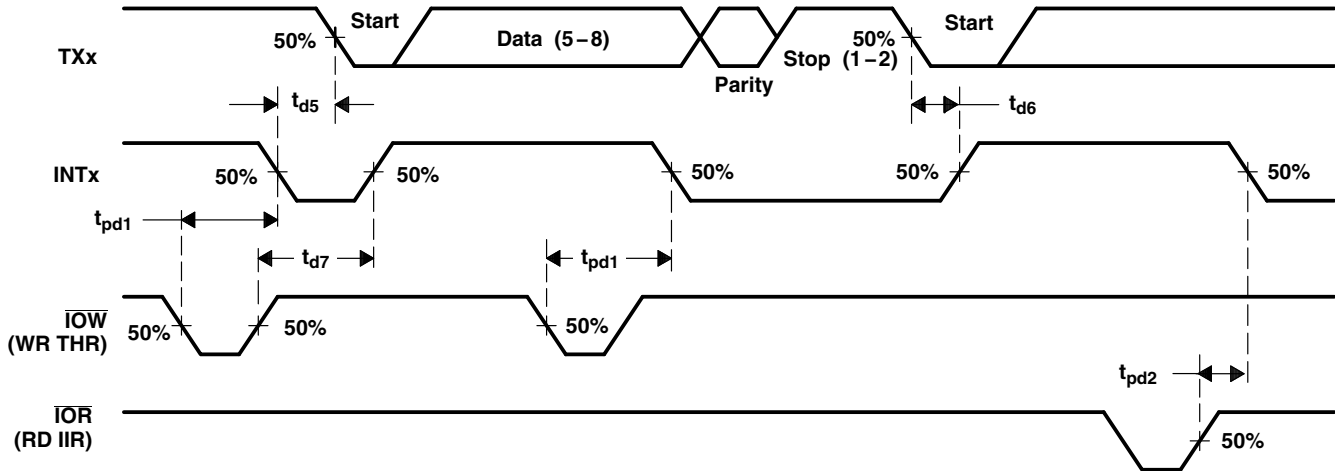 Start
Start
TXx
50%
Data (5–8)
50%
Stop (1–2)
Parity
td5
td6
INTx
50%
50%
50%
50%
50%
tpd1
td7
tpd1
IOW
(WR THR)
50%
50%
50%
tpd2
IOR
(RD IIR)
50%